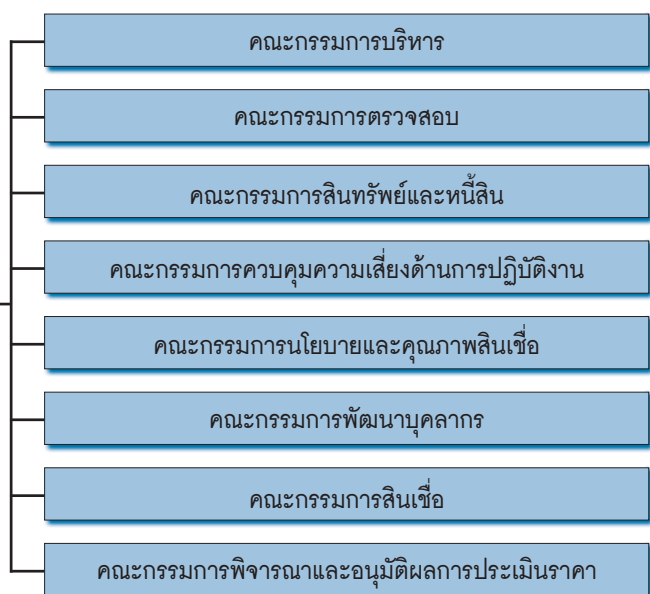 คณะกรรมการบริหาร
คณะกรรมการตรวจสอบ
คณะกรรมการสินทรัพย์และหนี้สิน
คณะกรรมการควบคุมความเสี่ยงด้านการปฏิบัติงาน
คณะกรรมการนโยบายและคุณภาพสินเชื่อ
คณะกรรมการพัฒนาบุคลากร
คณะกรรมการสินเชื่อ
คณะกรรมการพิจารณาและอนุมัติผลการประเมินราคา